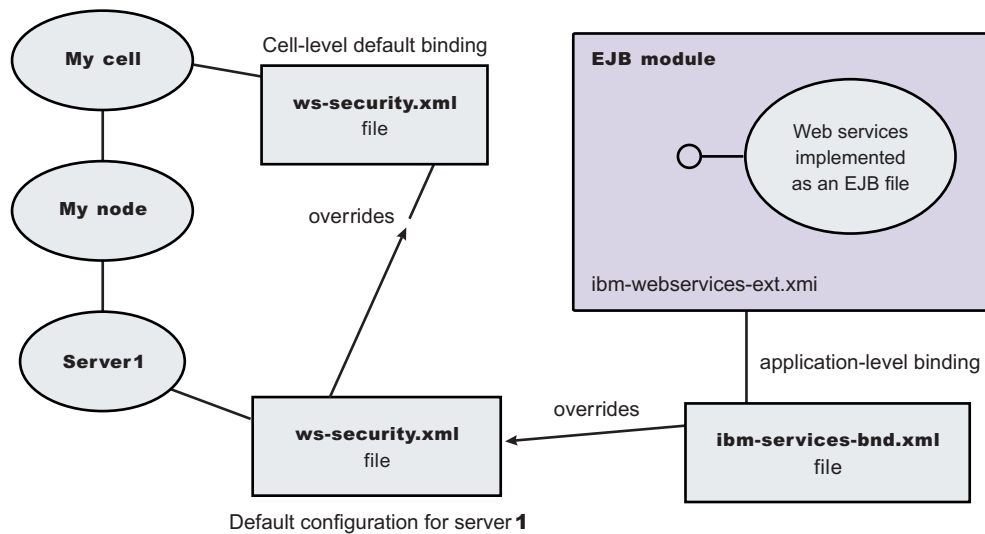 My cell
Cell-level default binding
ws-security.xml
file
EJB module
Web services
implemented
as an EJB file
My node
overrides
ibm-webservices-ext.xmi
Server1
application-level binding
overrides
ws-security.xml
file
ibm-services-bnd.xml
file
Default configuration for server1